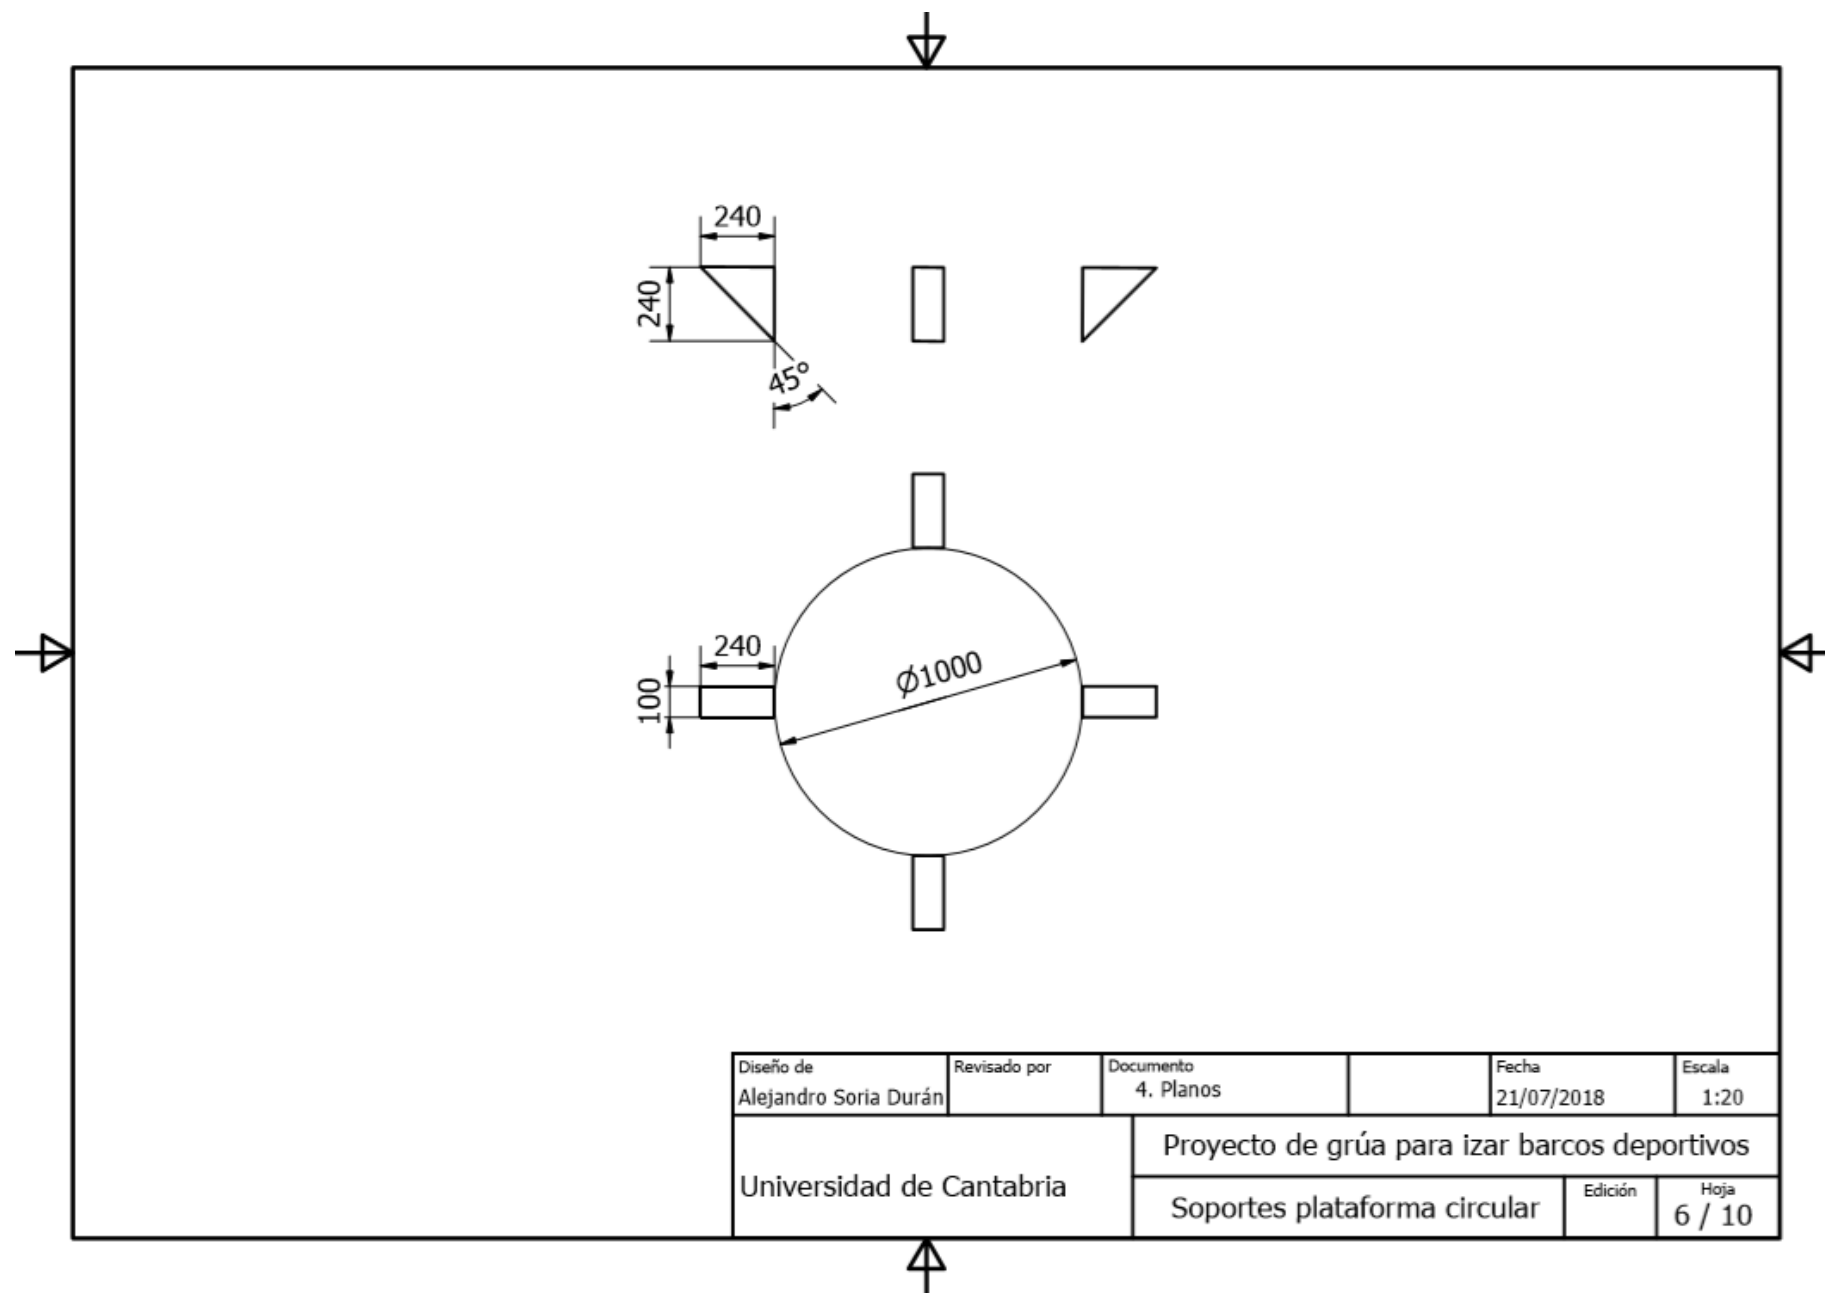 240
240
45°
240
100
Ø1000
Diseño de
Alejandro Soria Durán
Revisado por
Documento
4. Planos
Fecha
21/07/2018
Escala
1:20
Universidad de Cantabria
Proyecto de grúa para izar barcos deportivos
Soportes plataforma circular
Edición
Hoja
6 / 10